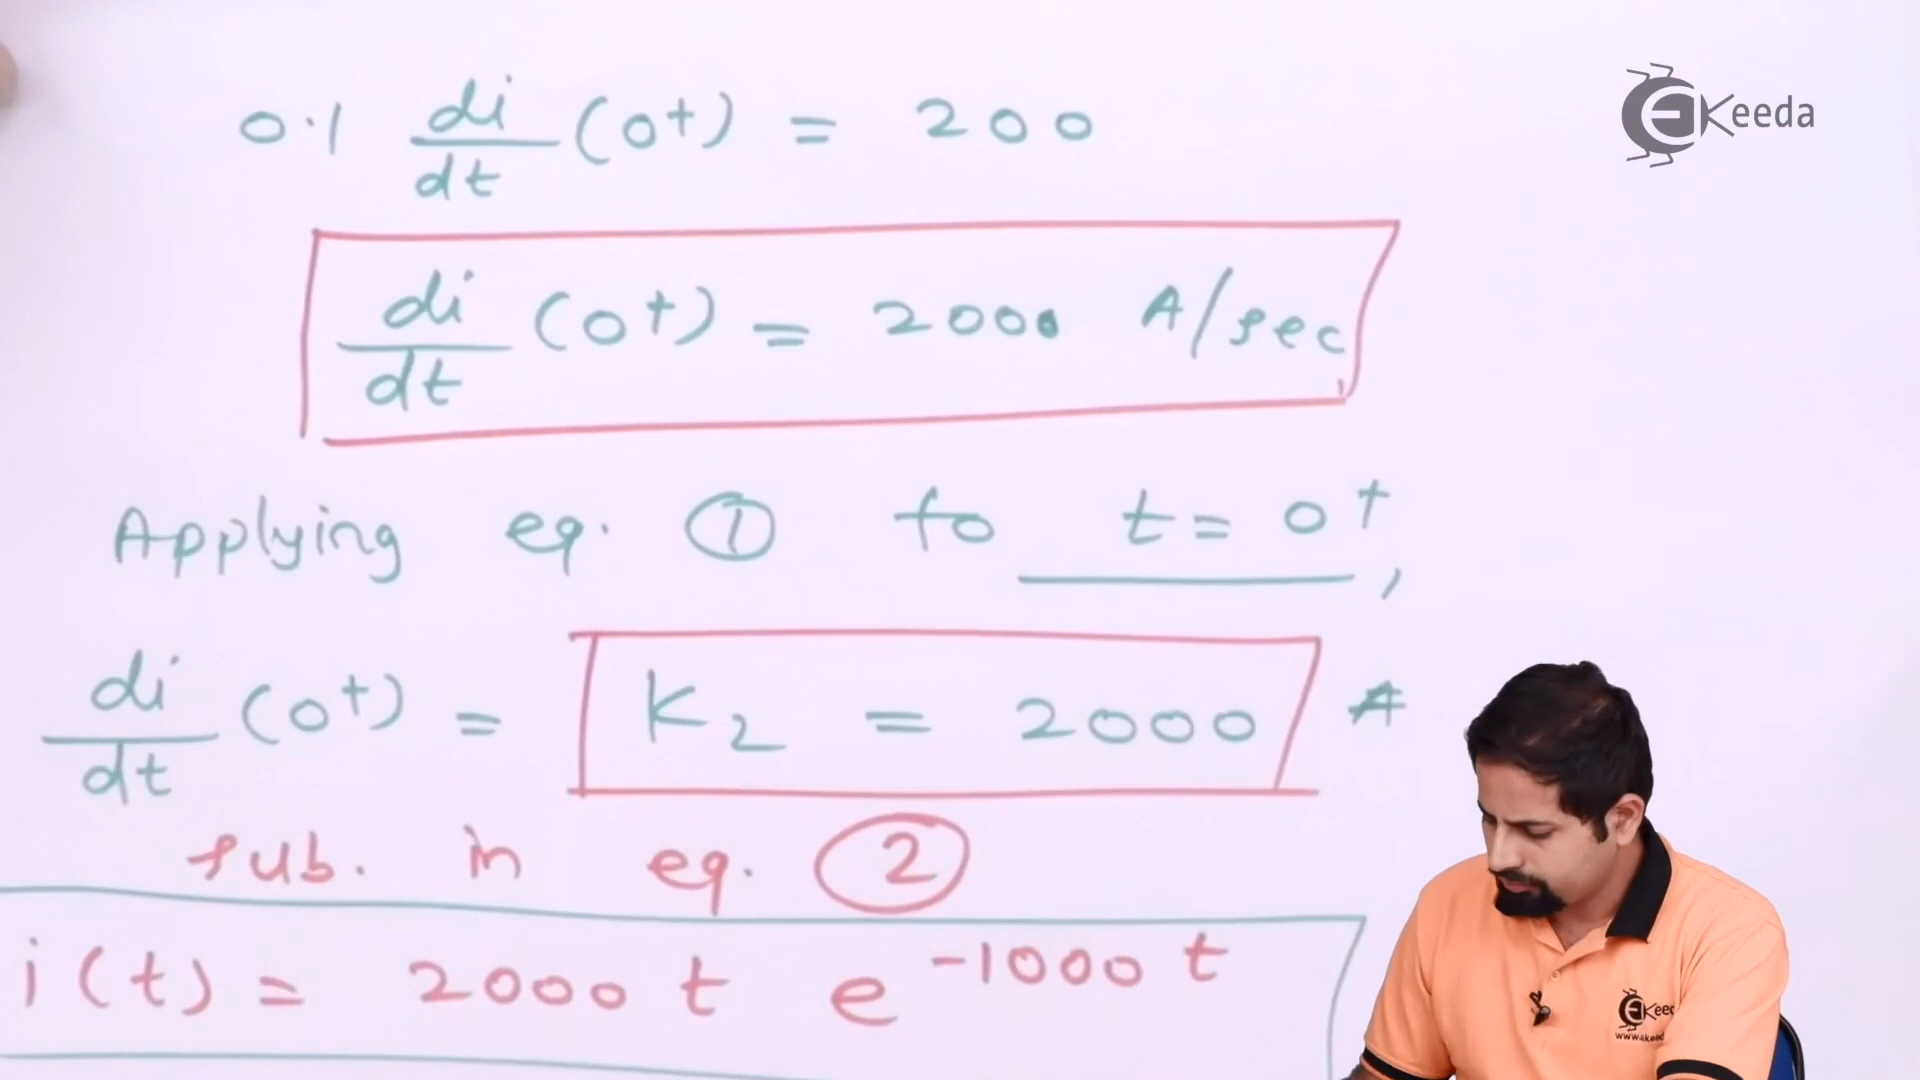 0.1 di/dt (0+) = 200
di/dt (0+) = 2000 A/sec
Applying eq. ① to t = 0+,
di/dt (0+) = K2 = 2000 A
sub. in eq. ②
i(t) = 2000 t e^-1000 t
EKeeda